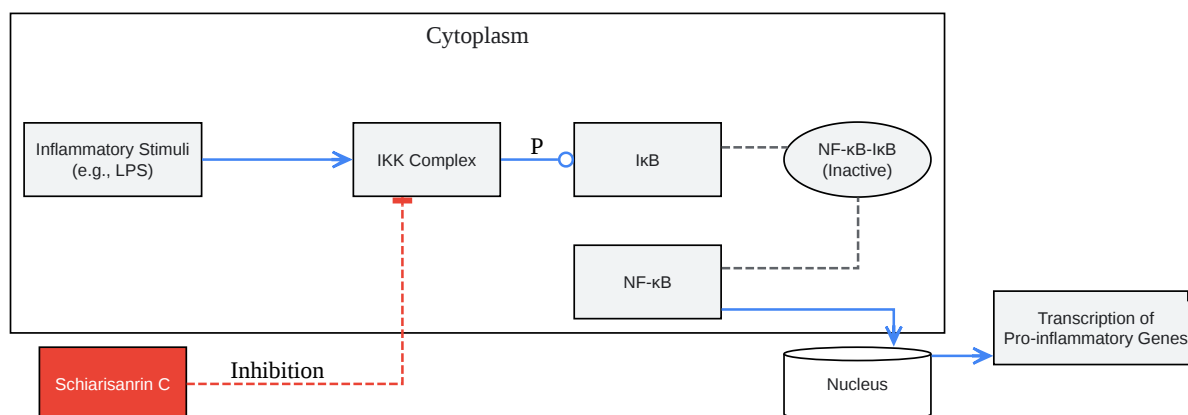 Cytoplasm
Inflammatory Stimuli
(e.g., LPS)
IKK Complex
P
IκB
NF-κB-IκB
(Inactive)
NF-κB
Transcription of
Pro-inflammatory Genes
Schiarisanrin C
Inhibition
Nucleus